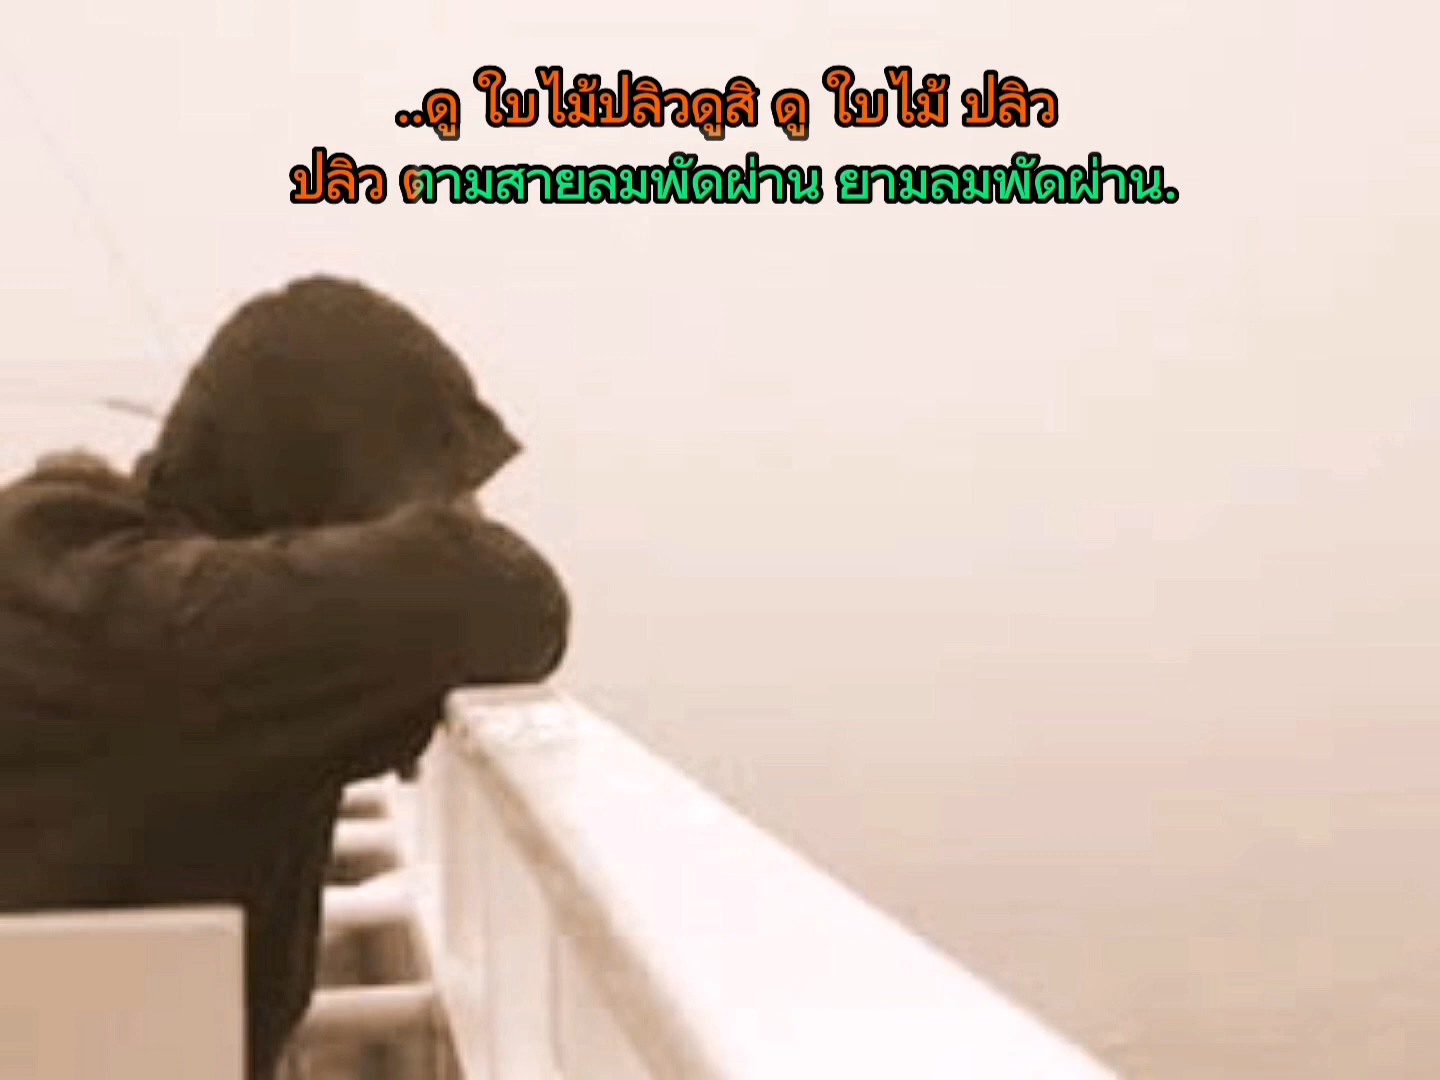 ..ดู ใบไม้ปลิวดูสิ ดู ใบไม้ ปลิว
ปลิว ตามสายลมพัดผ่าน ยามลมพัดผ่าน.